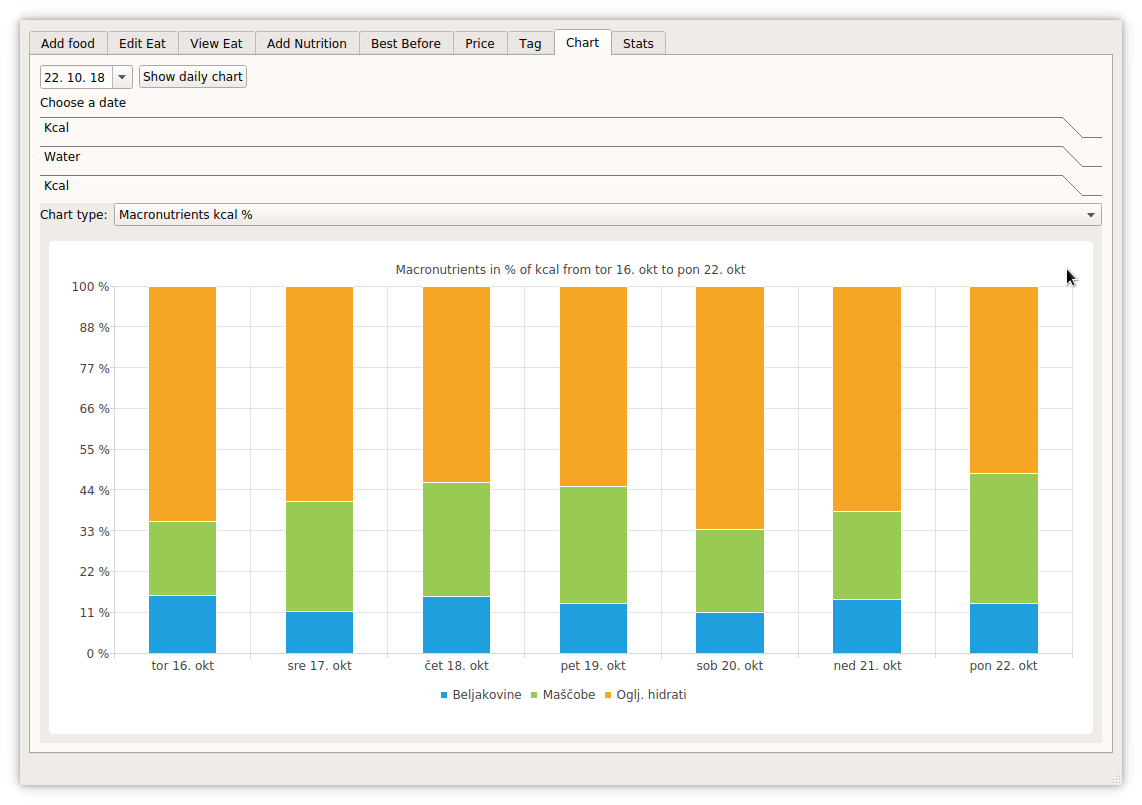 Add food Edit Eat View Eat Add Nutrition Best Before Price Tag Chart Stats
22. 10. 18 Show daily chart
Choose a date
Kcal
Water
Kcal
Chart type: Macronutrients kcal %
Macronutrients in % of kcal from tor 16. okt to pon 22. okt
100 %
88 %
77 %
66 %
55 %
44 %
33 %
22 %
11 %
0 %
tor 16. okt sre 17. okt čet 18. okt pet 19. okt sob 20. okt ned 21. okt pon 22. okt
Beljakovine Maščobe Oglj. hidrati